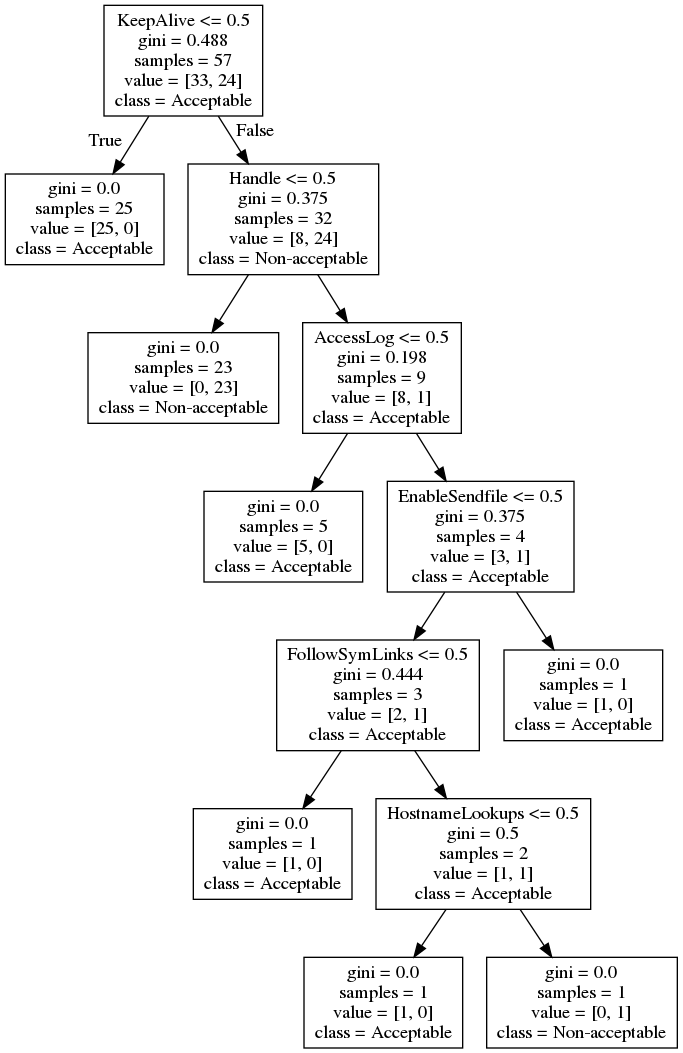 KeepAlive <= 0.5
gini = 0.488
samples = 57
value = [33, 24]
class = Acceptable
True
False
gini = 0.0
samples = 25
value = [25, 0]
class = Acceptable
Handle <= 0.5
gini = 0.375
samples = 32
value = [8, 24]
class = Non-acceptable
gini = 0.0
samples = 23
value = [0, 23]
class = Non-acceptable
AccessLog <= 0.5
gini = 0.198
samples = 9
value = [8, 1]
class = Acceptable
gini = 0.0
samples = 5
value = [5, 0]
class = Acceptable
EnableSendfile <= 0.5
gini = 0.375
samples = 4
value = [3, 1]
class = Acceptable
FollowSymLinks <= 0.5
gini = 0.444
samples = 3
value = [2, 1]
class = Acceptable
gini = 0.0
samples = 1
value = [1, 0]
class = Acceptable
gini = 0.0
samples = 1
value = [1, 0]
class = Acceptable
HostnameLookups <= 0.5
gini = 0.5
samples = 2
value = [1, 1]
class = Acceptable
gini = 0.0
samples = 1
value = [1, 0]
class = Acceptable
gini = 0.0
samples = 1
value = [0, 1]
class = Non-acceptable